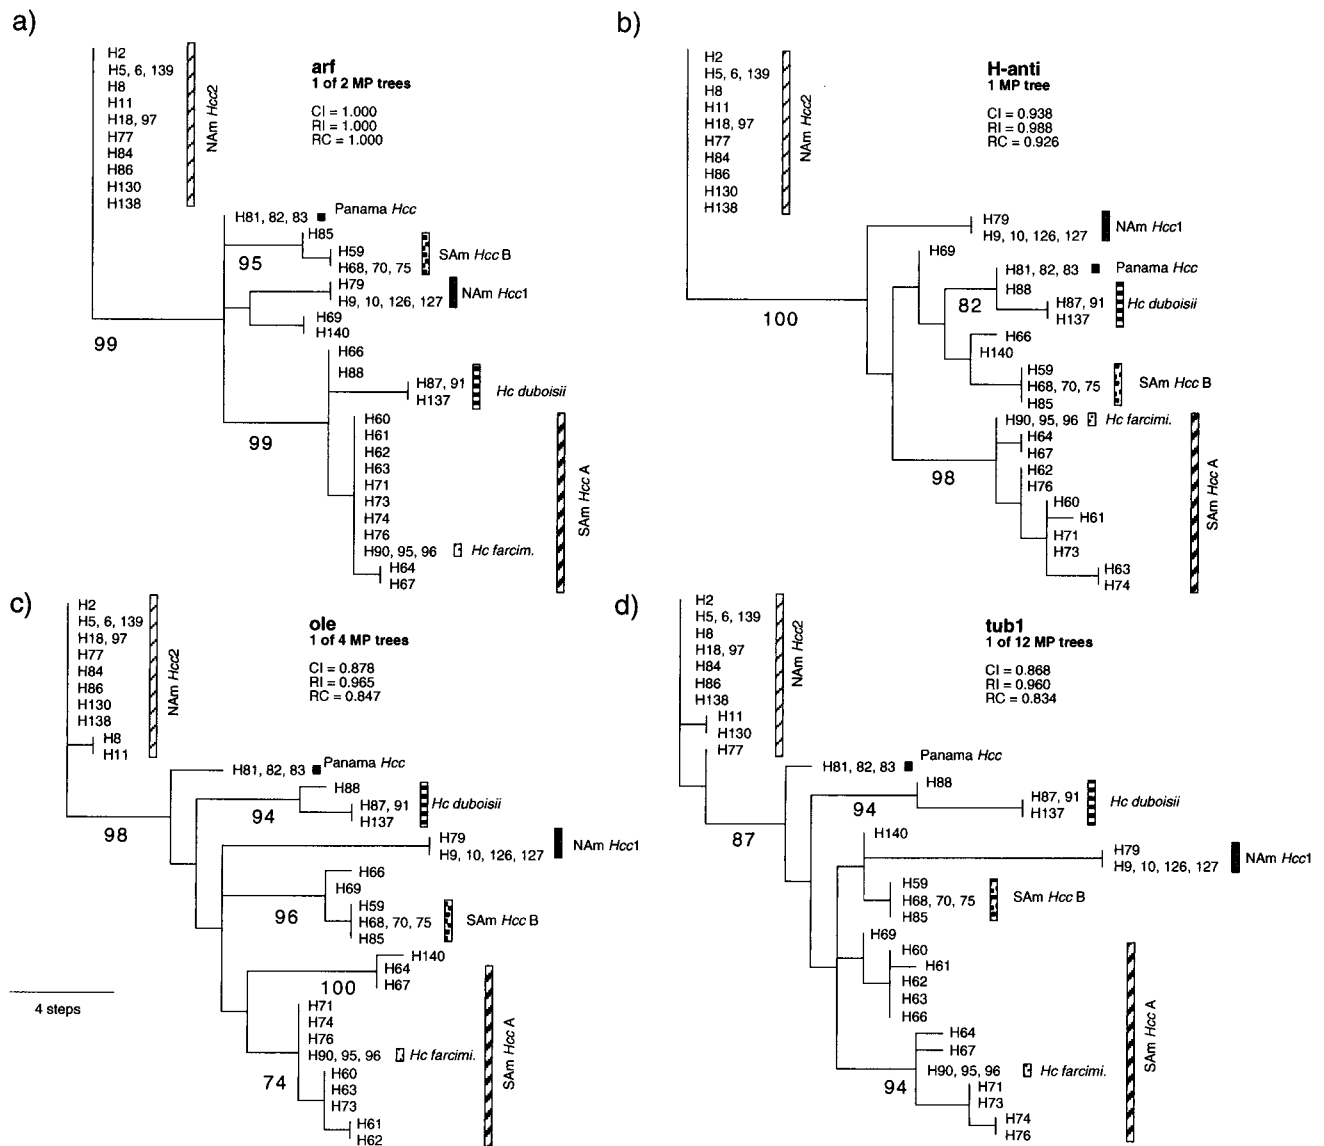 a)
arf
1 of 2 MP trees
CI = 1.000
RI = 1.000
RC = 1.000
H2
H5, 6, 139
H8
H11
H18, 97
H77
H84
H86
H130
H138
NAm Hcc2
H81, 82, 83
Panama Hcc
H85
H59
H68, 70, 75
SAm Hcc B
95
H79
H9, 10, 126, 127
NAm Hcc1
H69
H140
99
H66
H88
H87, 91
H137
Hc duboisii
99
H60
H61
H62
H63
H71
H73
H74
H76
H90, 95, 96
Hc farcim.
H64
H67
SAm Hcc A
b)
H-anti
1 MP tree
CI = 0.938
RI = 0.988
RC = 0.926
H2
H5, 6, 139
H8
H11
H18, 97
H77
H84
H86
H130
H138
NAm Hcc2
H79
H9, 10, 126, 127
NAm Hcc1
H69
H81, 82, 83
Panama Hcc
H88
H87, 91
H137
Hc duboisii
82
100
H66
H140
H59
H68, 70, 75
H85
SAm Hcc B
H90, 95, 96
Hc farcimi.
H64
H67
98
H62
H76
H60
H61
H71
H73
H63
H74
SAm Hcc A
c)
ole
1 of 4 MP trees
CI = 0.878
RI = 0.965
RC = 0.847
H2
H5, 6, 139
H18, 97
H77
H84
H86
H130
H138
H8
H11
NAm Hcc2
H81, 82, 83
Panama Hcc
H88
H87, 91
H137
Hc duboisii
94
98
H79
H9, 10, 126, 127
NAm Hcc1
H66
H69
H59
H68, 70, 75
H85
SAm Hcc B
96
H140
H64
H67
100
H71
H74
H76
H90, 95, 96
Hc farcimi.
74
H60
H63
H73
H61
H62
SAm Hcc A
4 steps
d)
tub1
1 of 12 MP trees
CI = 0.868
RI = 0.960
RC = 0.834
H2
H5, 6, 139
H8
H18, 97
H84
H86
H138
H11
H130
H77
NAm Hcc2
H81, 82, 83
Panama Hcc
H88
H87, 91
H137
Hc duboisii
94
87
H140
H79
H9, 10, 126, 127
NAm Hcc1
H59
H68, 70, 75
H85
SAm Hcc B
H69
H60
H61
H62
H63
H66
H64
H67
H90, 95, 96
Hc farcimi.
94
H71
H73
H74
H76
SAm Hcc A